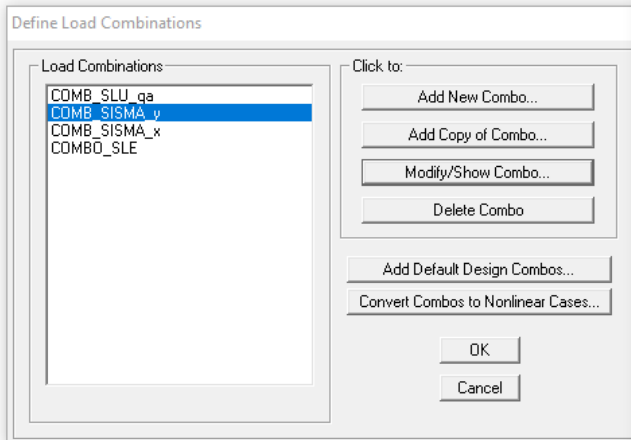 Define Load Combinations
Load Combinations
COMB_SLU_qa
COMB_SISMA_y
COMB_SISMA_x
COMBO_SLE
Click to:
Add New Combo...
Add Copy of Combo...
Modify/Show Combo...
Delete Combo
Add Default Design Combos...
Convert Combos to Nonlinear Cases...
OK
Cancel